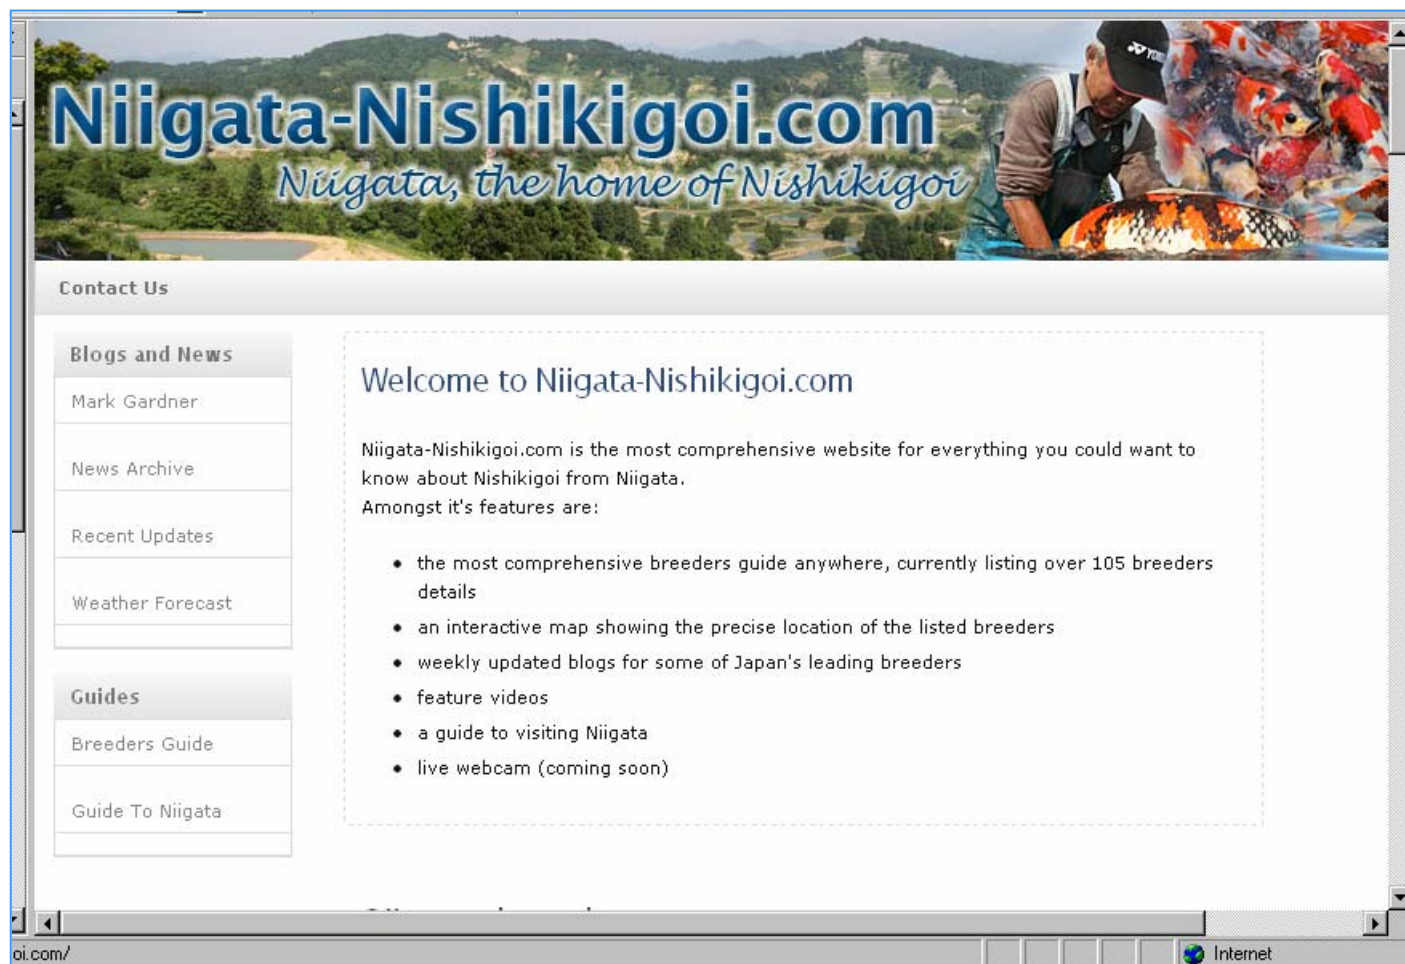 Niigata-Nishikigoi.com
Niigata, the home of Nishikigoi
YONEX
Contact Us
Blogs and News
Mark Gardner
News Archive
Recent Updates
Weather Forecast
Guides
Breeders Guide
Guide To Niigata
Welcome to Niigata-Nishikigoi.com
Niigata-Nishikigoi.com is the most comprehensive website for everything you could want to
know about Nishikigoi from Niigata.
Amongst it's features are:
the most comprehensive breeders guide anywhere, currently listing over 105 breeders
details
an interactive map showing the precise location of the listed breeders
weekly updated blogs for some of Japan's leading breeders
feature videos
a guide to visiting Niigata
live webcam (coming soon)
oi.com/
Internet